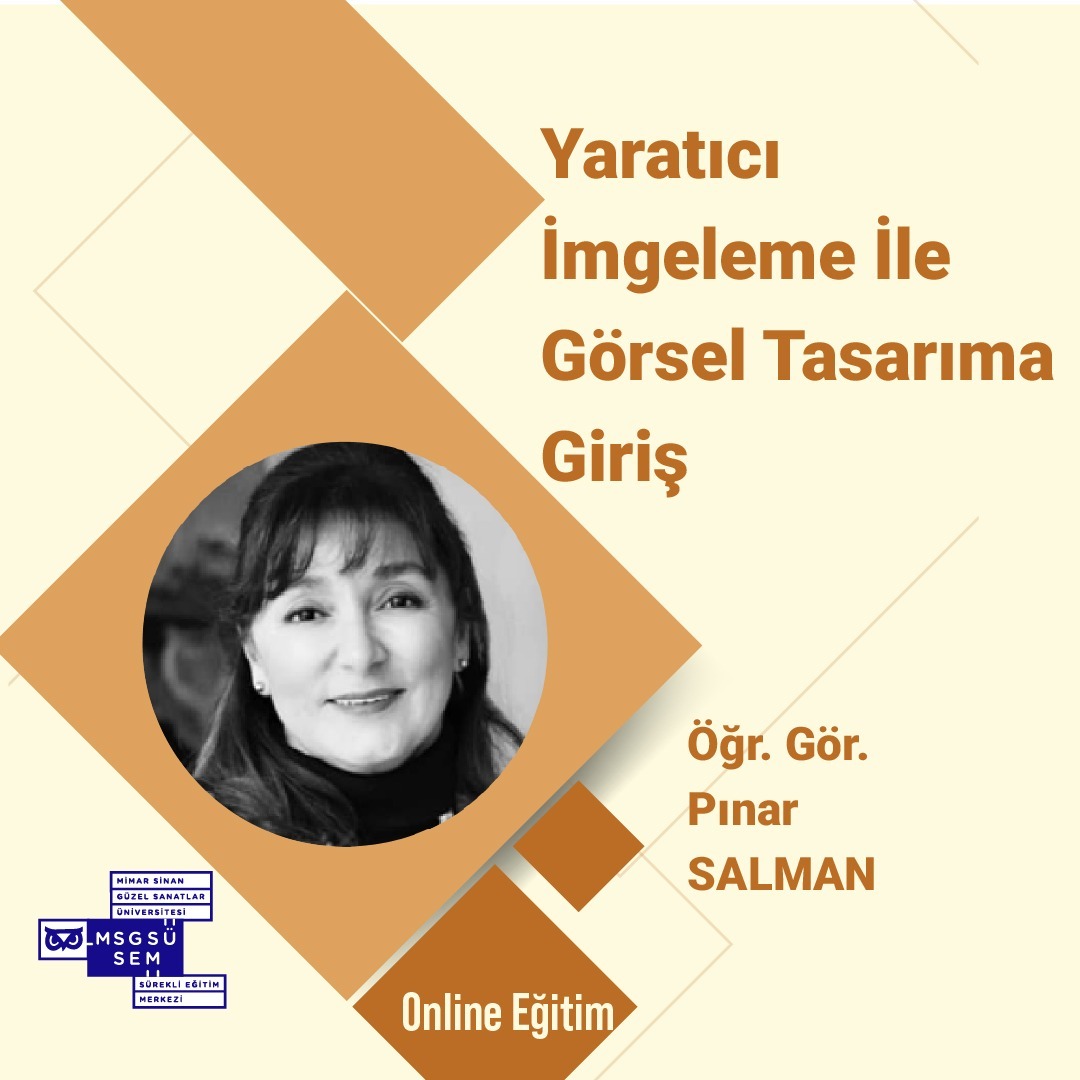 Yaratıcı
İmgeleme İle
Görsel Tasarıma
Giriş
Öğr. Gör.
Pınar
SALMAN
MİMAR SİNAN
GÜZEL SANATLAR
ÜNİVERSİTESİ
MSGSÜ
SEM
SÜREKLİ EĞİTİM
MERKEZİ
Online Eğitim